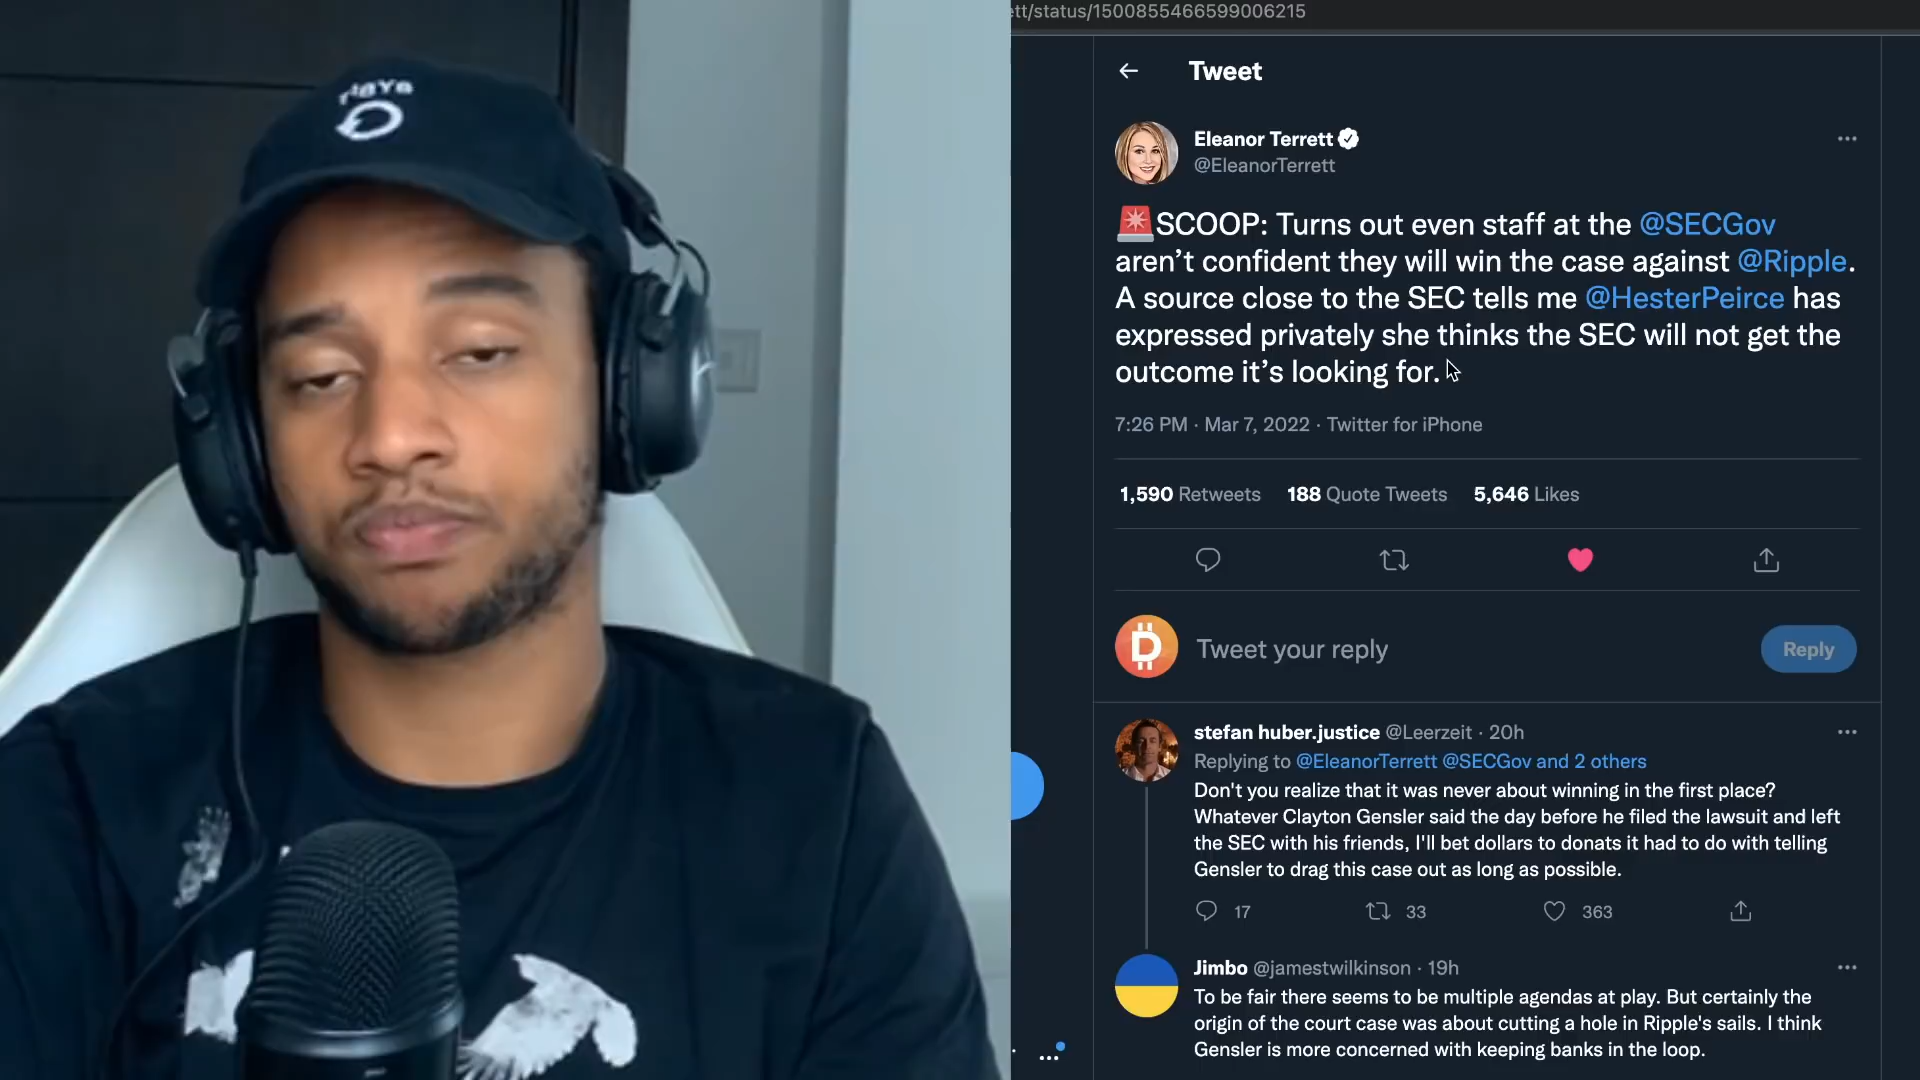 ett/status/1500855466599006215
Tweet
Eleanor Terrett
@EleanorTerrett
🚨SCOOP: Turns out even staff at the @SECGov
aren’t confident they will win the case against @Ripple.
A source close to the SEC tells me @HesterPeirce has
expressed privately she thinks the SEC will not get the
outcome it’s looking for.
7:26 PM · Mar 7, 2022 · Twitter for iPhone
1,590 Retweets 188 Quote Tweets 5,646 Likes
Tweet your reply
Reply
stefan huber.justice @Leerzeit · 20h
Replying to @EleanorTerrett @SECGov and 2 others
Don't you realize that it was never about winning in the first place?
Whatever Clayton Gensler said the day before he filed the lawsuit and left
the SEC with his friends, I'll bet dollars to donats it had to do with telling
Gensler to drag this case out as long as possible.
17 33 363
Jimbo @jamestwilkinson · 19h
To be fair there seems to be multiple agendas at play. But certainly the
origin of the court case was about cutting a hole in Ripple's sails. I think
Gensler is more concerned with keeping banks in the loop.